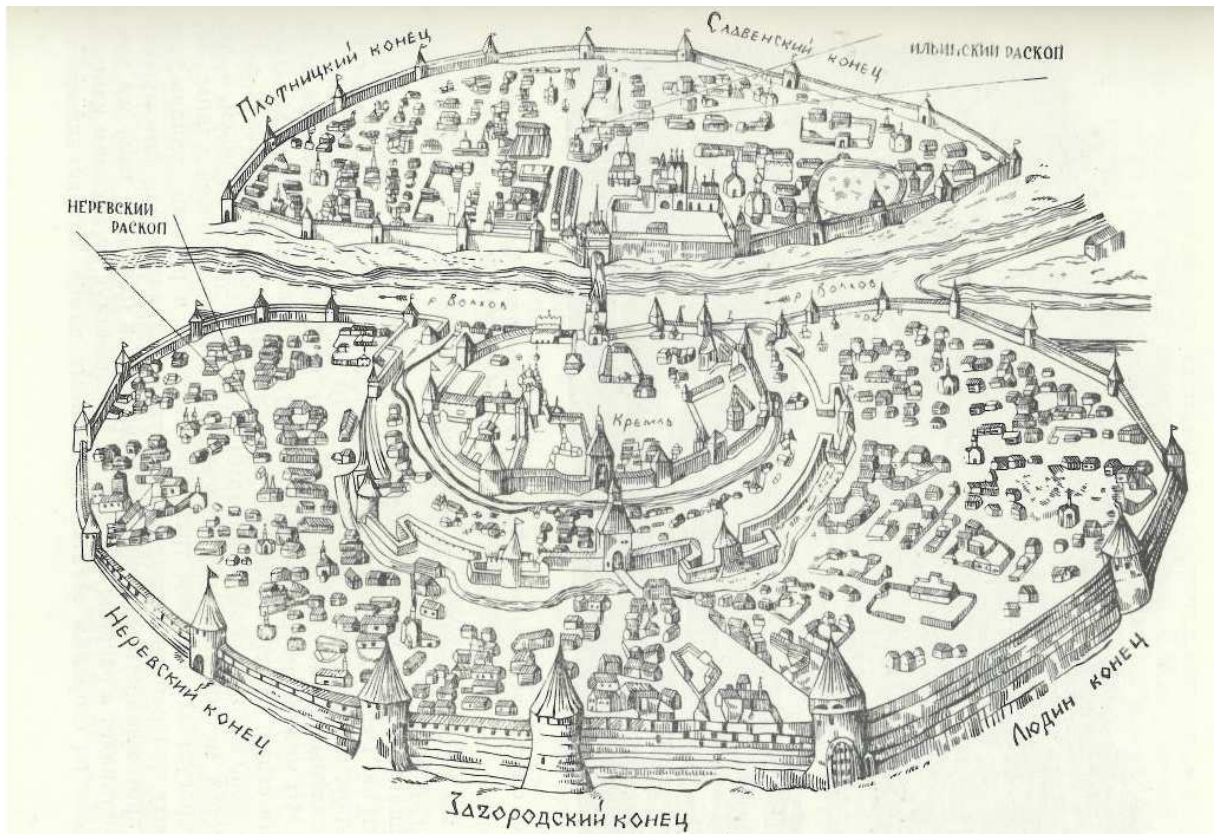 Плотницкий конец
Славенский конец
ИЛЬИНСКИЙ РАСКОП
НЕРЕВСКИЙ
РАСКОП
р. Волхов
р. Волхов
Кремль
Неревский конец
Людин конец
Загородский конец